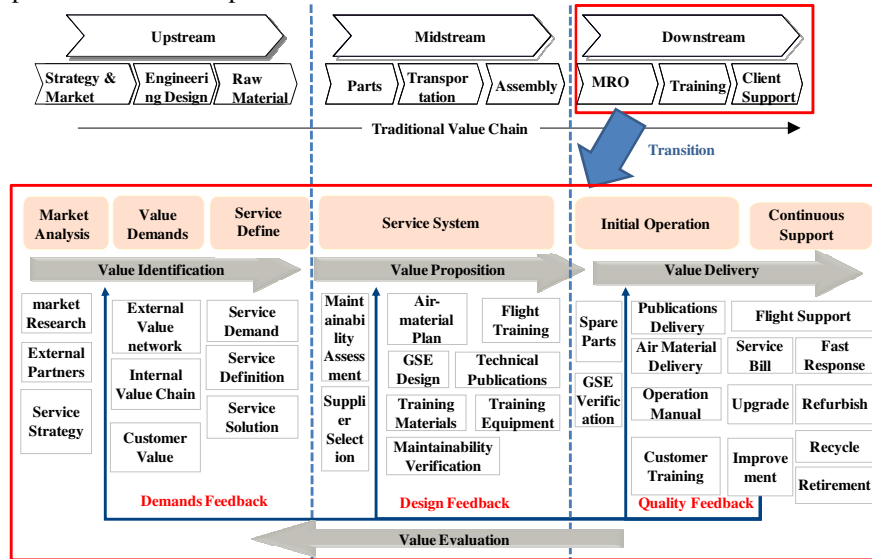 Upstream
Midstream
Downstream
Strategy &
Market
Engineeri
ng Design
Raw
Material
Parts
Transpor
tation
Assembly
MRO
Training
Client
Support
Traditional Value Chain
Transition
Market
Analysis
Value
Demands
Service
Define
Service System
Initial Operation
Continuous
Support
Value Identification
Value Proposition
Value Delivery
market
Research
External
Partners
Service
Strategy
External
Value
network
Internal
Value Chain
Customer
Value
Service
Demand
Service
Definition
Service
Solution
Maint
ainabi
lity
Assess
ment
Suppl
ier
Select
ion
Air-
material
Plan
Flight
Training
GSE
Design
Technical
Publications
Training
Materials
Training
Equipment
Maintainability
Verification
Spare
Parts
GSE
Verific
ation
Publications
Delivery
Air Material
Delivery
Operation
Manual
Customer
Training
Flight Support
Service
Bill
Fast
Response
Upgrade
Refurbish
Improve
ment
Recycle
Retirement
Demands Feedback
Design Feedback
Quality Feedback
Value Evaluation